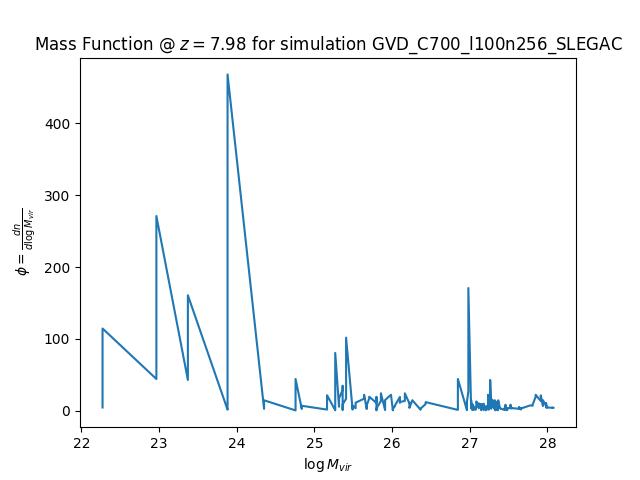 Mass Function @ z = 7.98 for simulation GVD_C700_l100n256_SLEGAC
ϕ = dn / dlog M_vir
400
300
200
100
0
22 23 24 25 26 27 28
log M_vir